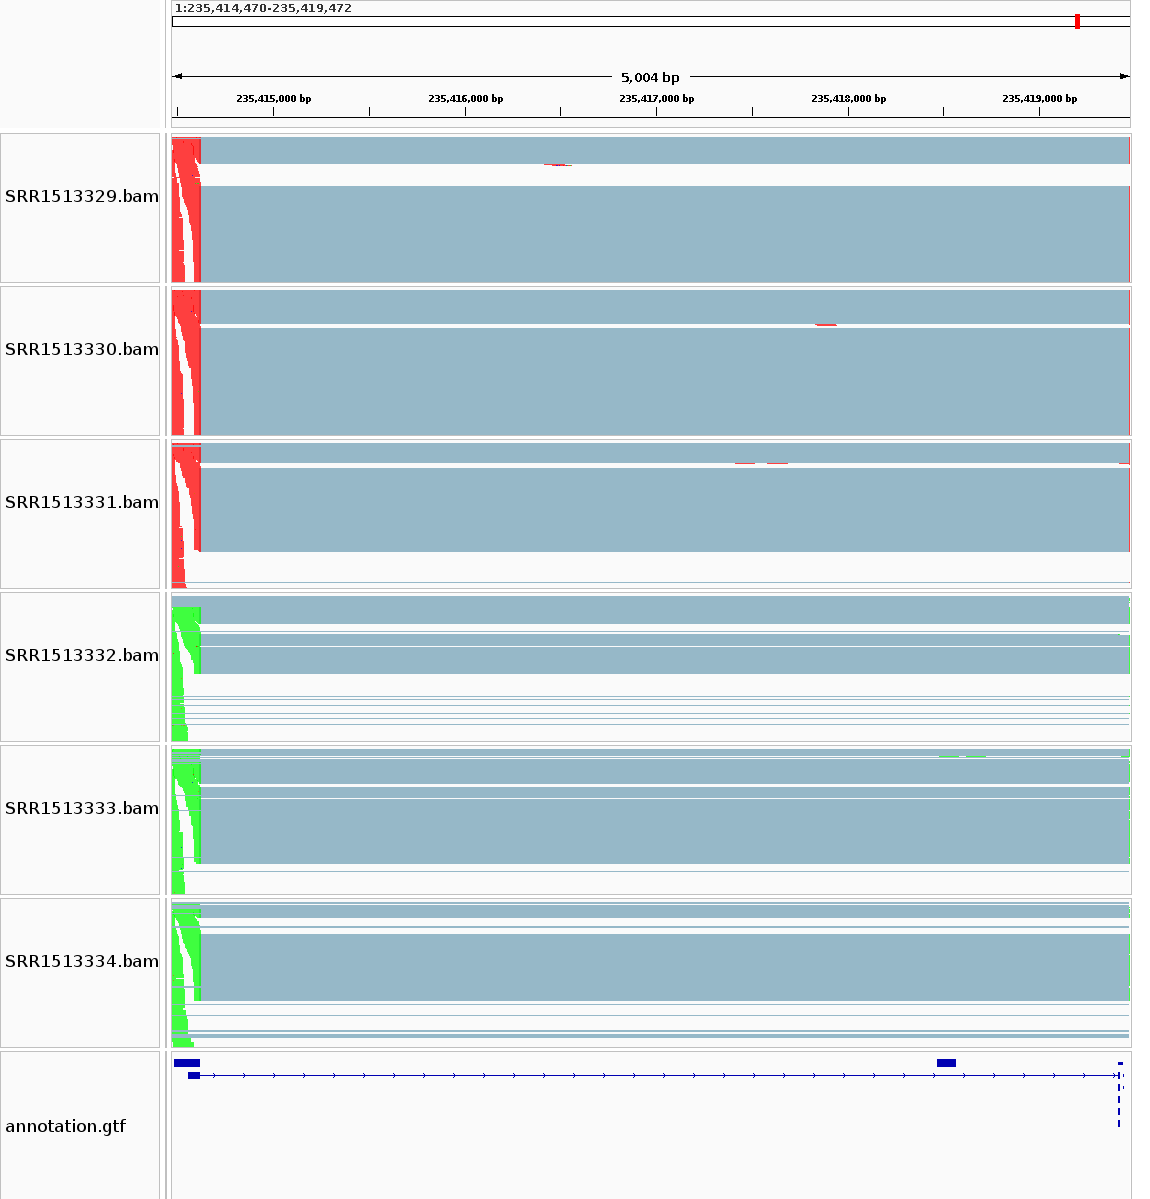 1:235,414,470-235,419,472
5,004 bp
235,415,000 bp 235,416,000 bp 235,417,000 bp 235,418,000 bp 235,419,000 bp
SRR1513329.bam
SRR1513330.bam
SRR1513331.bam
SRR1513332.bam
SRR1513333.bam
SRR1513334.bam
annotation.gtf